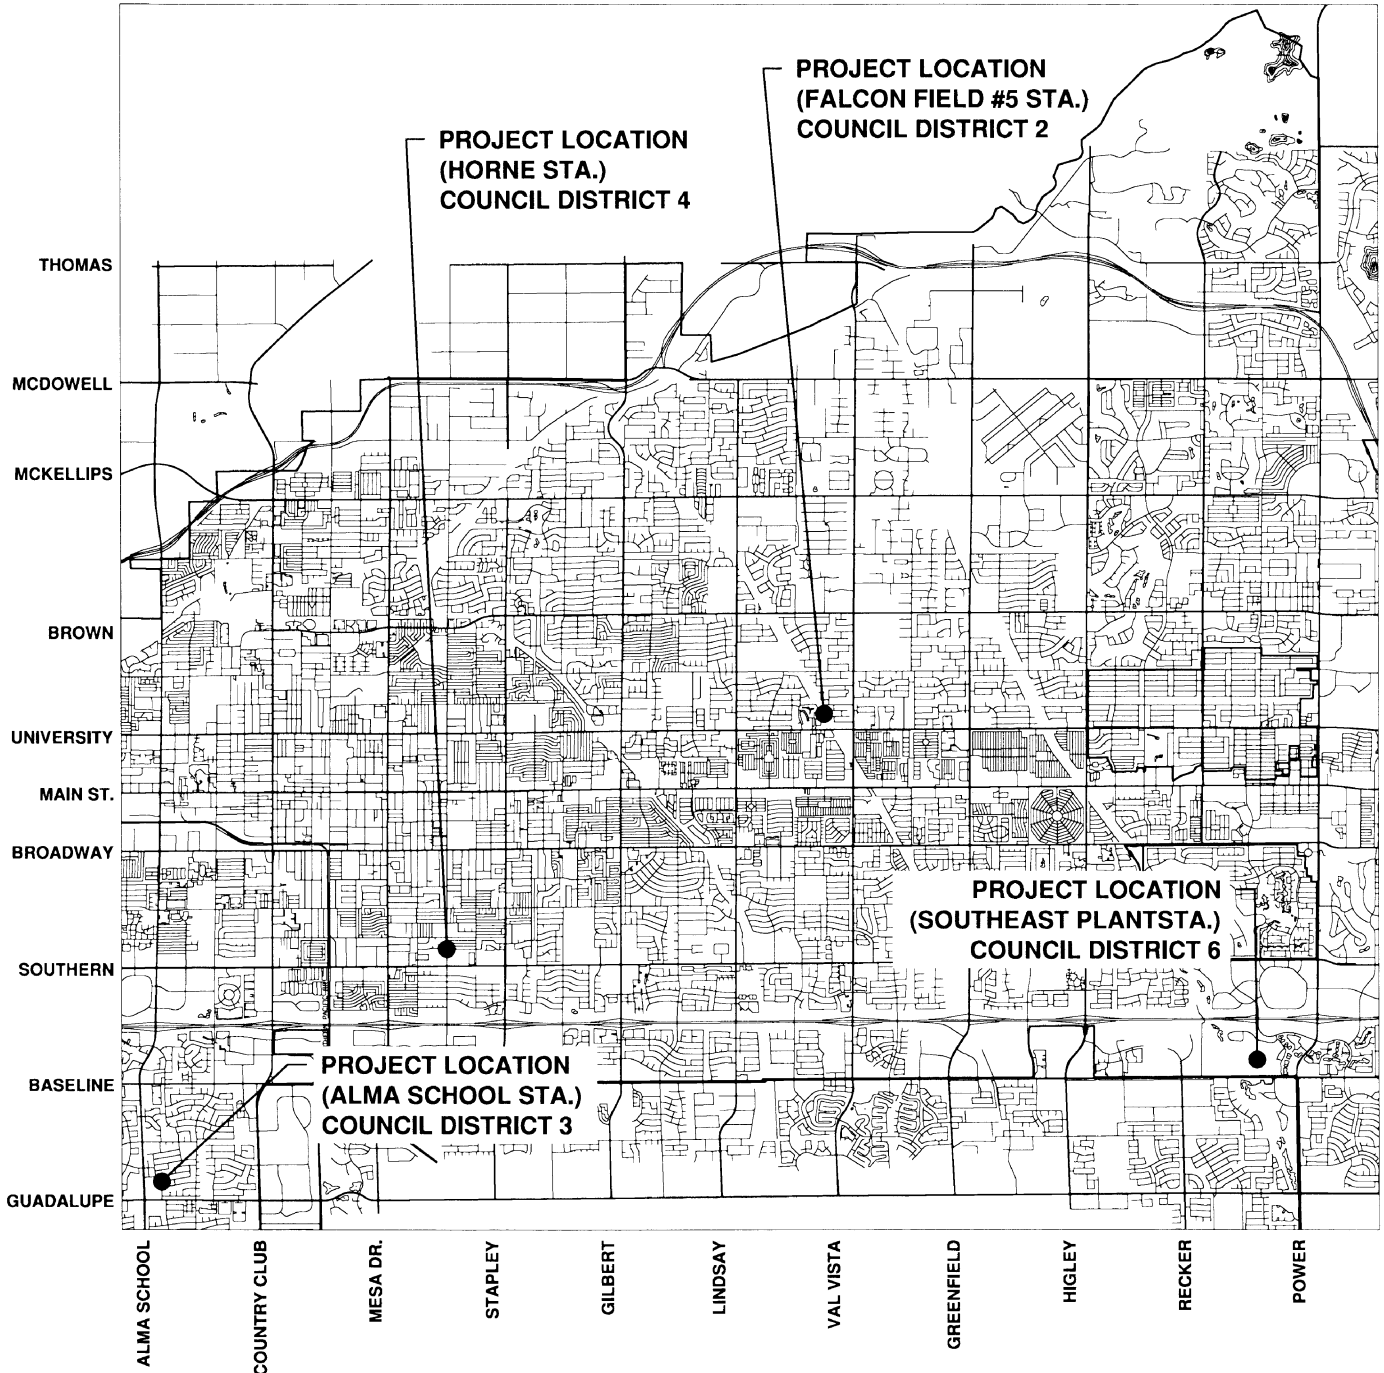 PROJECT LOCATION
(FALCON FIELD #5 STA.)
COUNCIL DISTRICT 2
PROJECT LOCATION
(HORNE STA.)
COUNCIL DISTRICT 4
THOMAS
MCDOWELL
MCKELLIPS
BROWN
UNIVERSITY
MAIN ST.
BROADWAY
PROJECT LOCATION
(SOUTHEAST PLANTSTA.)
COUNCIL DISTRICT 6
SOUTHERN
PROJECT LOCATION
(ALMA SCHOOL STA.)
COUNCIL DISTRICT 3
BASELINE
GUADALUPE
ALMA SCHOOL
COUNTRY CLUB
MESA DR.
STAPLEY
GILBERT
LINDSAY
VAL VISTA
GREENFIELD
HIGLEY
RECKER
POWER